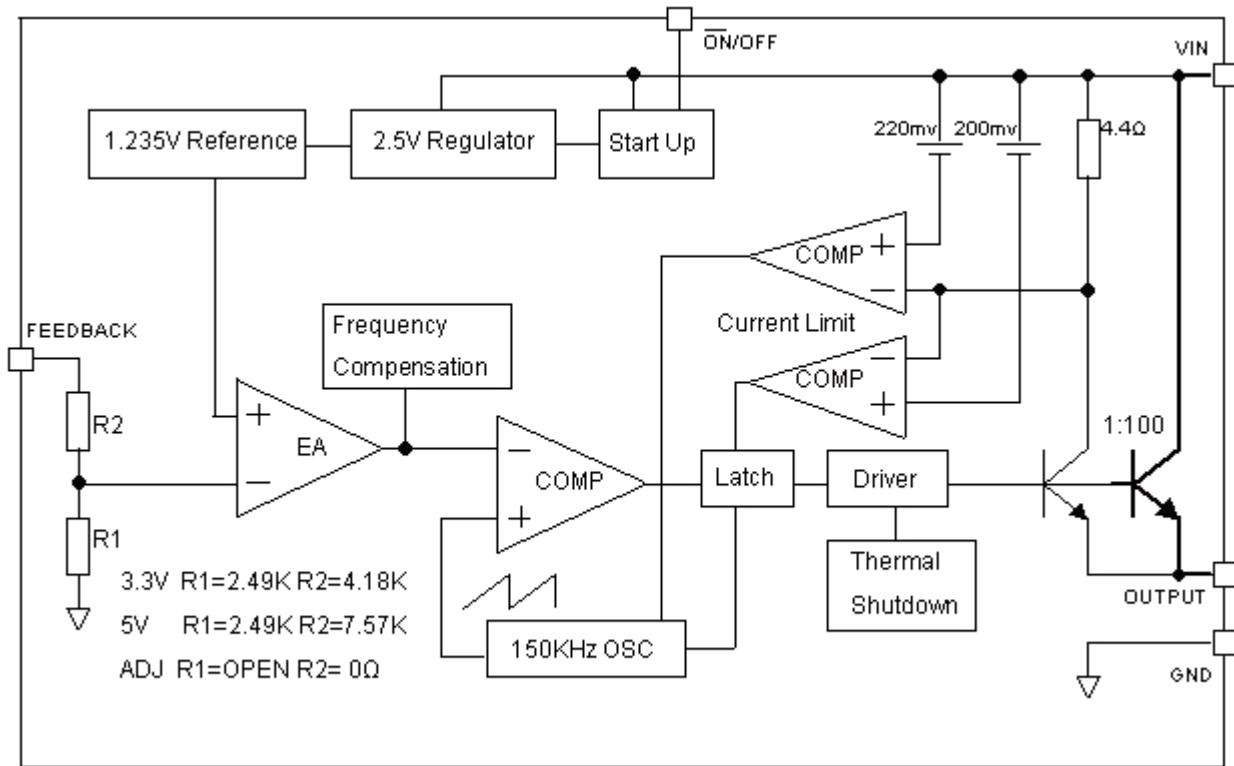 ON/OFF
VIN
1.235V Reference
2.5V Regulator
Start Up
220mv
200mv
4.4Ω
+
COMP
−
FEEDBACK
Frequency
Compensation
Current Limit
−
COMP
+
R2
+
EA
−
−
COMP
+
1:100
Latch
Driver
R1
Thermal
Shutdown
3.3V R1=2.49K R2=4.18K
5V R1=2.49K R2=7.57K
ADJ R1=OPEN R2= 0Ω
150KHz OSC
OUTPUT
GND